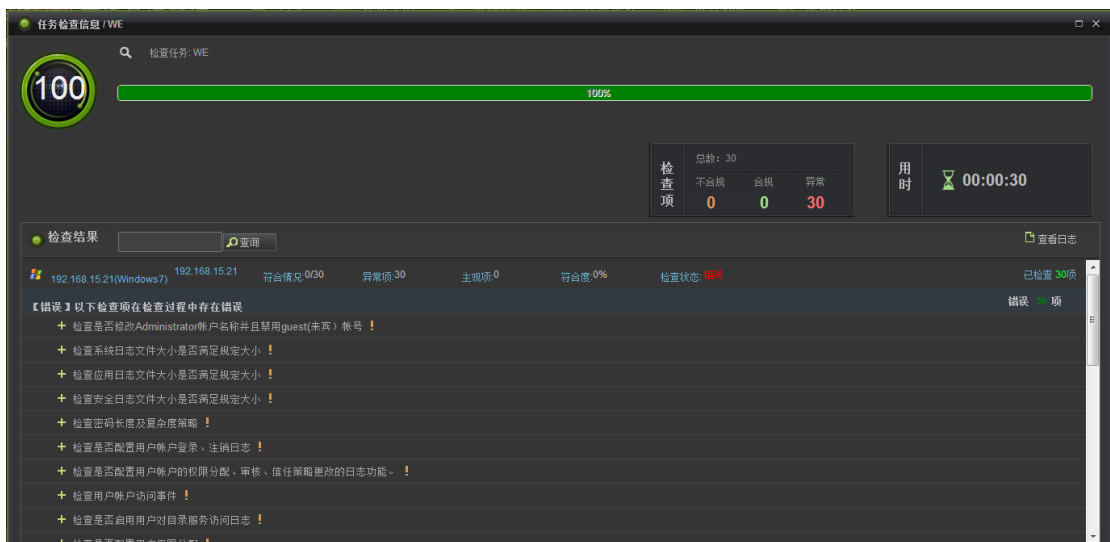 任务检查信息 / WE
检查任务: WE
100
100%
检查项
总数：30
不合规 合规 异常
0 0 30
用时
00:00:30
检查结果
查询
查看日志
192.168.15.21(Windows7) 192.168.15.21 符合情况:0/30 异常项:30 主观项:0 符合度:0% 检查状态:错误 已检查 30项
【错误】以下检查项在检查过程中存在错误 错误 30 项
+ 检查是否修改Administrator帐户名称并且禁用guest(来宾）帐号 !
+ 检查系统日志文件大小是否满足规定大小 !
+ 检查应用日志文件大小是否满足规定大小 !
+ 检查安全日志文件大小是否满足规定大小 !
+ 检查密码长度及复杂度策略 !
+ 检查是否配置用户帐户登录、注销日志 !
+ 检查是否配置用户帐户的权限分配、审核、信任策略更改的日志功能。 !
+ 检查用户帐户访问事件 !
+ 检查是否启用用户对目录服务访问日志 !